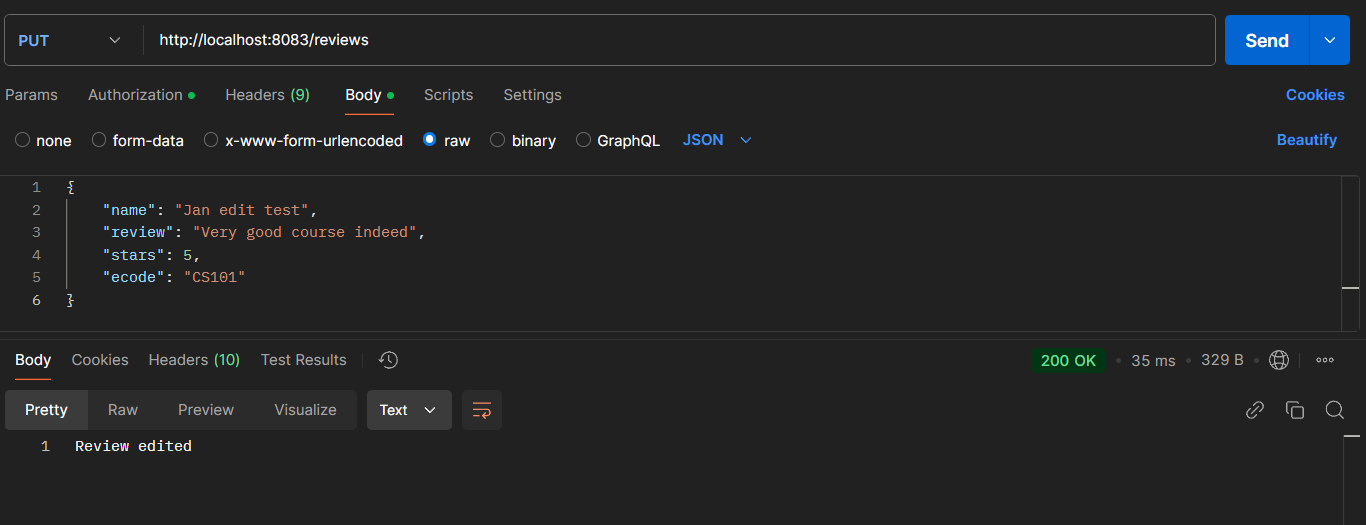 PUT http://localhost:8083/reviews Send
Params Authorization Headers (9) Body Scripts Settings Cookies
none form-data x-www-form-urlencoded raw binary GraphQL JSON Beautify
1 {
2 "name": "Jan edit test",
3 "review": "Very good course indeed",
4 "stars": 5,
5 "ecode": "CS101"
6 }
Body Cookies Headers (10) Test Results 200 OK 35 ms 329 B
Pretty Raw Preview Visualize Text
1 Review edited